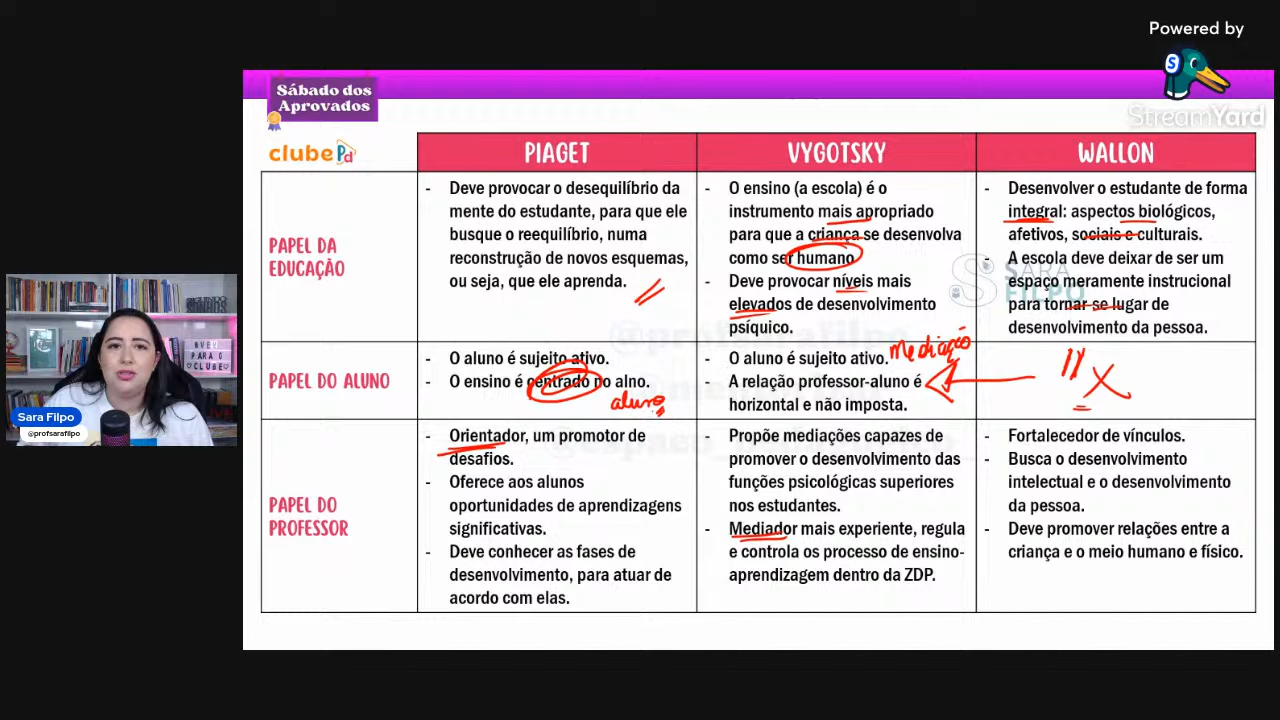 Powered by
StreamYard
Sábado dos
Aprovados
clube Pd
PIAGET
VYGOTSKY
WALLON
PAPEL DA
EDUCAÇÃO
- Deve provocar o desequilíbrio da
mente do estudante, para que ele
busque o reequilíbrio, numa
reconstrução de novos esquemas,
ou seja, que ele aprenda.
- O ensino (a escola) é o
instrumento mais apropriado
para que a criança se desenvolva
como ser humano
- Deve provocar níveis mais
elevados de desenvolvimento
psíquico.
- Desenvolver o estudante de forma
integral: aspectos biológicos,
afetivos, sociais e culturais.
- A escola deve deixar de ser um
espaço meramente instrucional
para tornar-se lugar de
desenvolvimento da pessoa.
SARA
FILPO
@profsarafilpo
PAPEL DO ALUNO
- O aluno é sujeito ativo.
- O ensino é centrado no alno.
aluno
- O aluno é sujeito ativo.
- A relação professor-aluno é
horizontal e não imposta.
mediação
PAPEL DO
PROFESSOR
- Orientador, um promotor de
desafios.
- Oferece aos alunos
oportunidades de aprendizagens
significativas.
- Deve conhecer as fases de
desenvolvimento, para atuar de
acordo com elas.
- Propõe mediações capazes de
promover o desenvolvimento das
funções psicológicas superiores
nos estudantes.
- Mediador mais experiente, regula
e controla os processo de ensino-
aprendizagem dentro da ZDP.
- Fortalecedor de vínculos.
- Busca o desenvolvimento
intelectual e o desenvolvimento
da pessoa.
- Deve promover relações entre a
criança e o meio humano e físico.
PARA O
CLUBE
Sara Filpo
@profsarafilpo